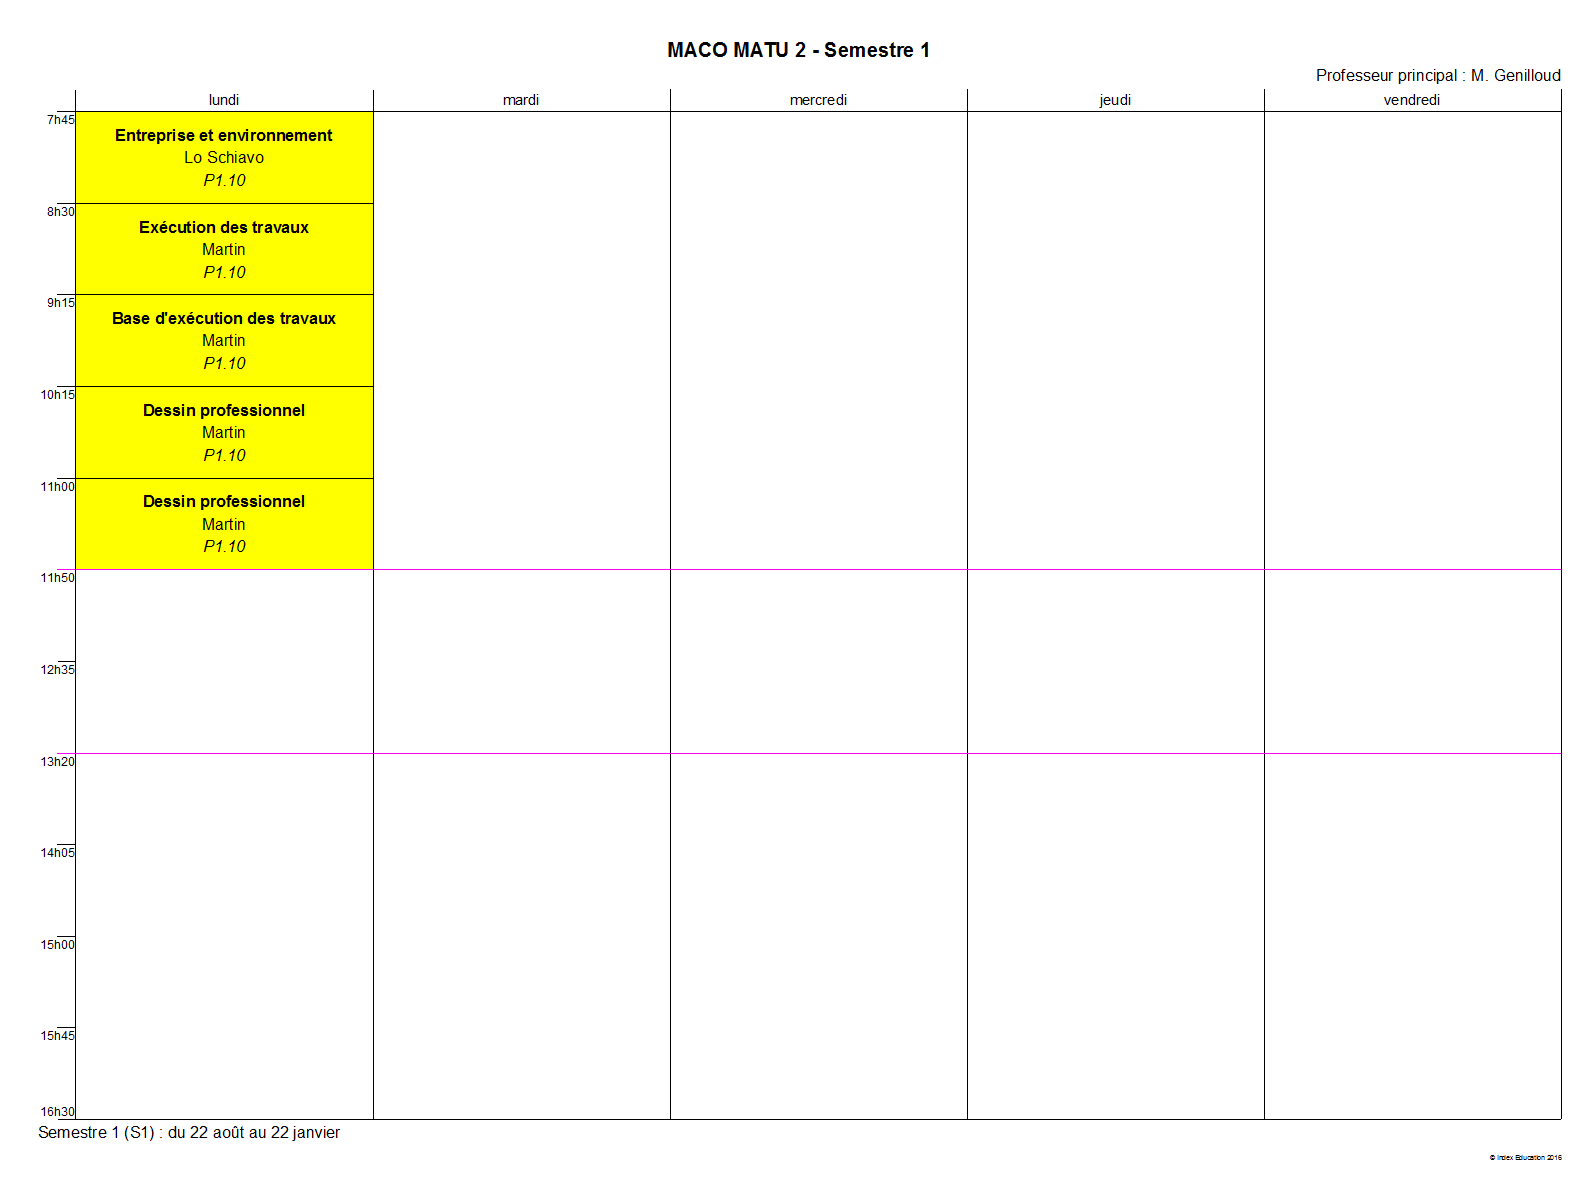 MACO MATU 2 - Semestre 1
Professeur principal : M. Genilloud
lundi mardi mercredi jeudi vendredi
7h45
Entreprise et environnement
Lo Schiavo
P1.10
8h30
Exécution des travaux
Martin
P1.10
9h15
Base d'exécution des travaux
Martin
P1.10
10h15
Dessin professionnel
Martin
P1.10
11h00
Dessin professionnel
Martin
P1.10
11h50
12h35
13h20
14h05
15h00
15h45
16h30
Semestre 1 (S1) : du 22 août au 22 janvier
© Index Education 2016